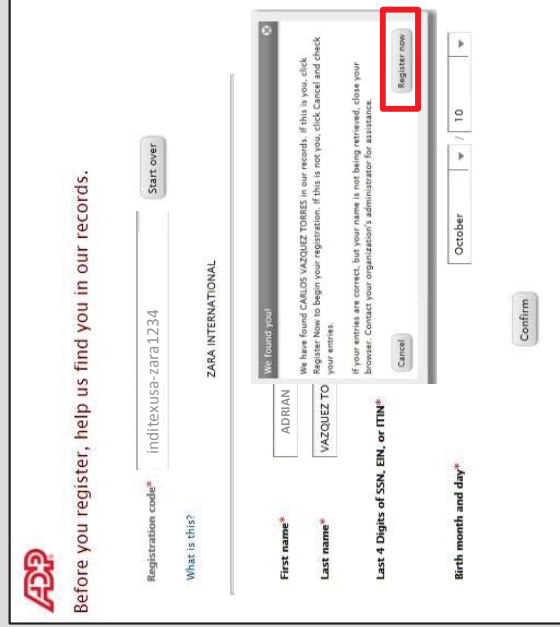 ADP
Before you register, help us find you in our records.
Registration code* inditexusa-zara1234 Start over
What is this?
ZARA INTERNATIONAL
First name* ADRIAN
Last name* VAZQUEZ TO
Last 4 Digits of SSN, EIN, or ITIN*
Birth month and day* October / 10
Confirm
We found you!
We have found CARLOS VAZQUEZ TORRES in our records. If this is you, click
Register Now to begin your registration. If this is not you, click Cancel and check
your entries.
If your entries are correct, but your name is not being retrieved, close your
browser. Contact your organization's administrator for assistance.
Cancel Register now